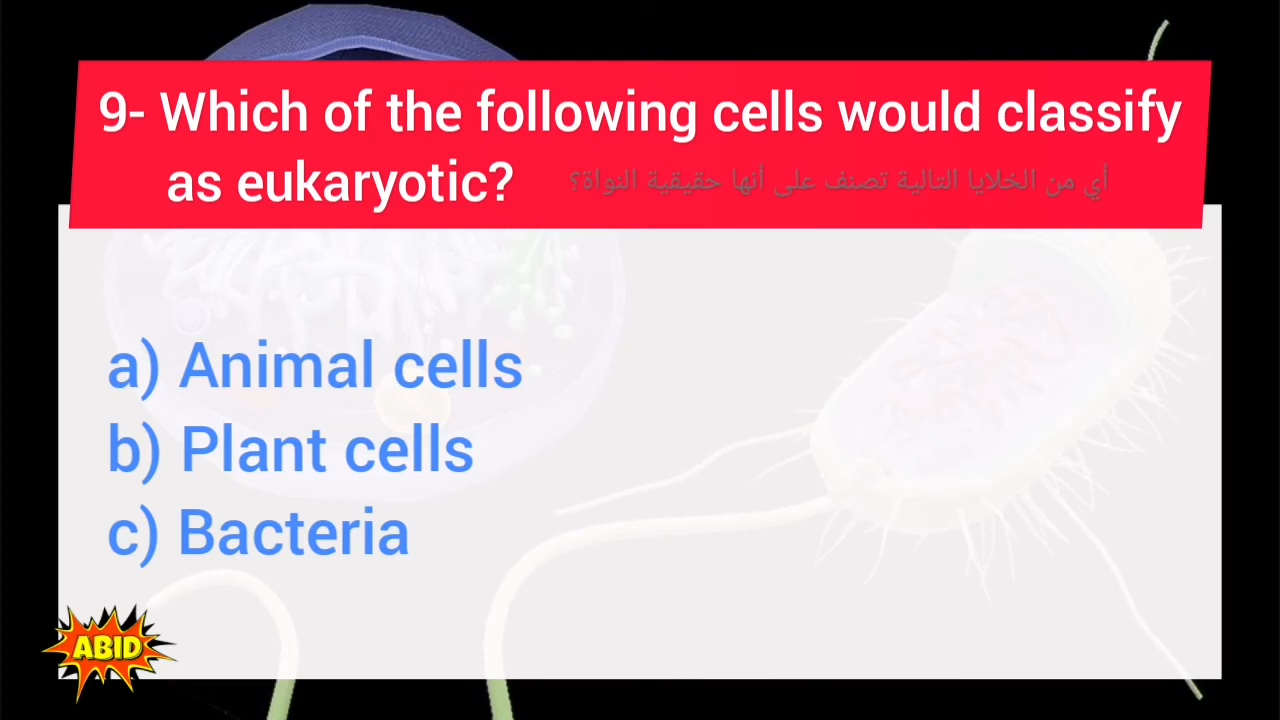 9- Which of the following cells would classify
as eukaryotic? أي من الخلايا التالية تصنف على أنها حقيقية النواة؟
a) Animal cells
b) Plant cells
c) Bacteria
ABID